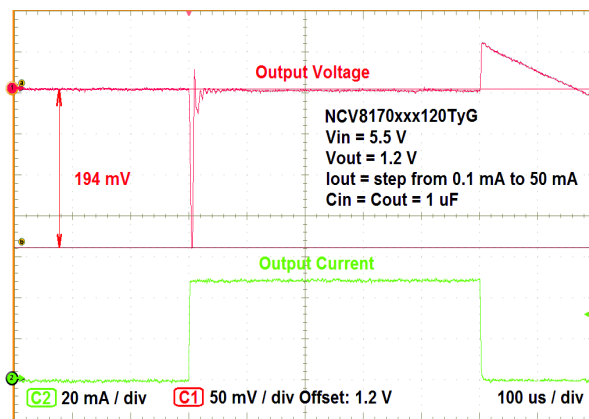 a
1
Output Voltage
NCV8170xxx120TyG
Vin = 5.5 V
Vout = 1.2 V
Iout = step from 0.1 mA to 50 mA
Cin = Cout = 1 uF
194 mV
b
Output Current
2
C2 20 mA / div C1 50 mV / div Offset: 1.2 V 100 us / div